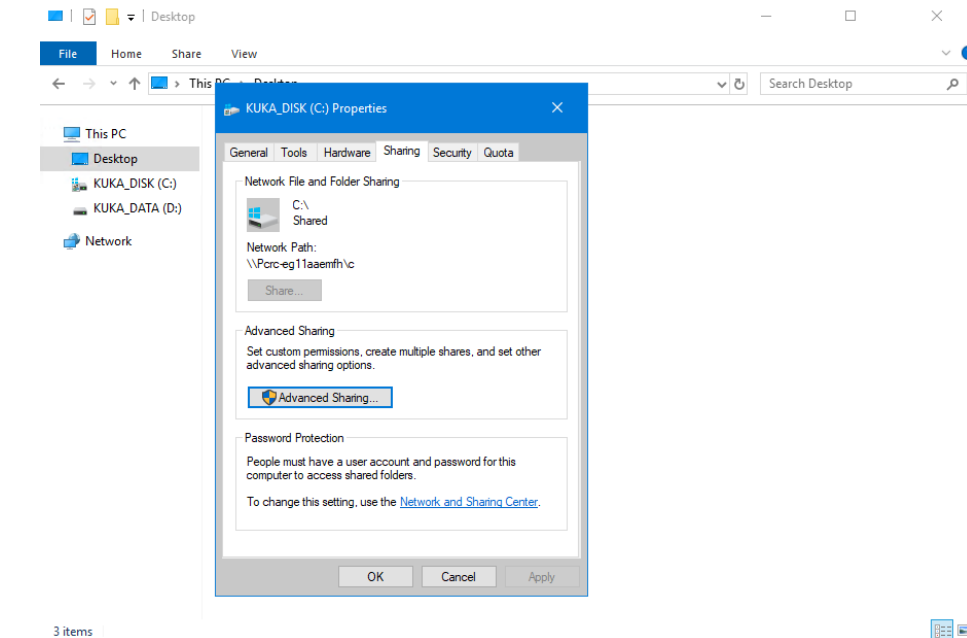 Desktop
File Home Share View
This PC Desktop
Search Desktop
KUKA_DISK (C:) Properties
This PC
Desktop
KUKA_DISK (C:)
KUKA_DATA (D:)
Network
General Tools Hardware Sharing Security Quota
Network File and Folder Sharing
C:\
Shared
Network Path:
\\Pcrc-eg11aaemfh\c
Share...
Advanced Sharing
Set custom permissions, create multiple shares, and set other
advanced sharing options.
Advanced Sharing...
Password Protection
People must have a user account and password for this
computer to access shared folders.
To change this setting, use the Network and Sharing Center.
OK Cancel Apply
3 items